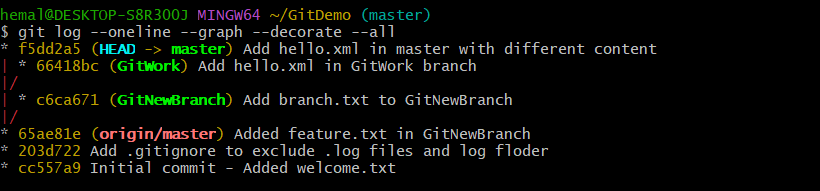 hemal@DESKTOP-S8R3OOJ MINGW64 ~/GitDemo (master)
$ git log --oneline --graph --decorate --all
* f5dd2a5 (HEAD -> master) Add hello.xml in master with different content
| * 66418bc (GitWork) Add hello.xml in GitWork branch
|/
| * c6ca671 (GitNewBranch) Add branch.txt to GitNewBranch
|/
* 65ae81e (origin/master) Added feature.txt in GitNewBranch
* 203d722 Add .gitignore to exclude .log files and log floder
* cc557a9 Initial commit - Added welcome.txt